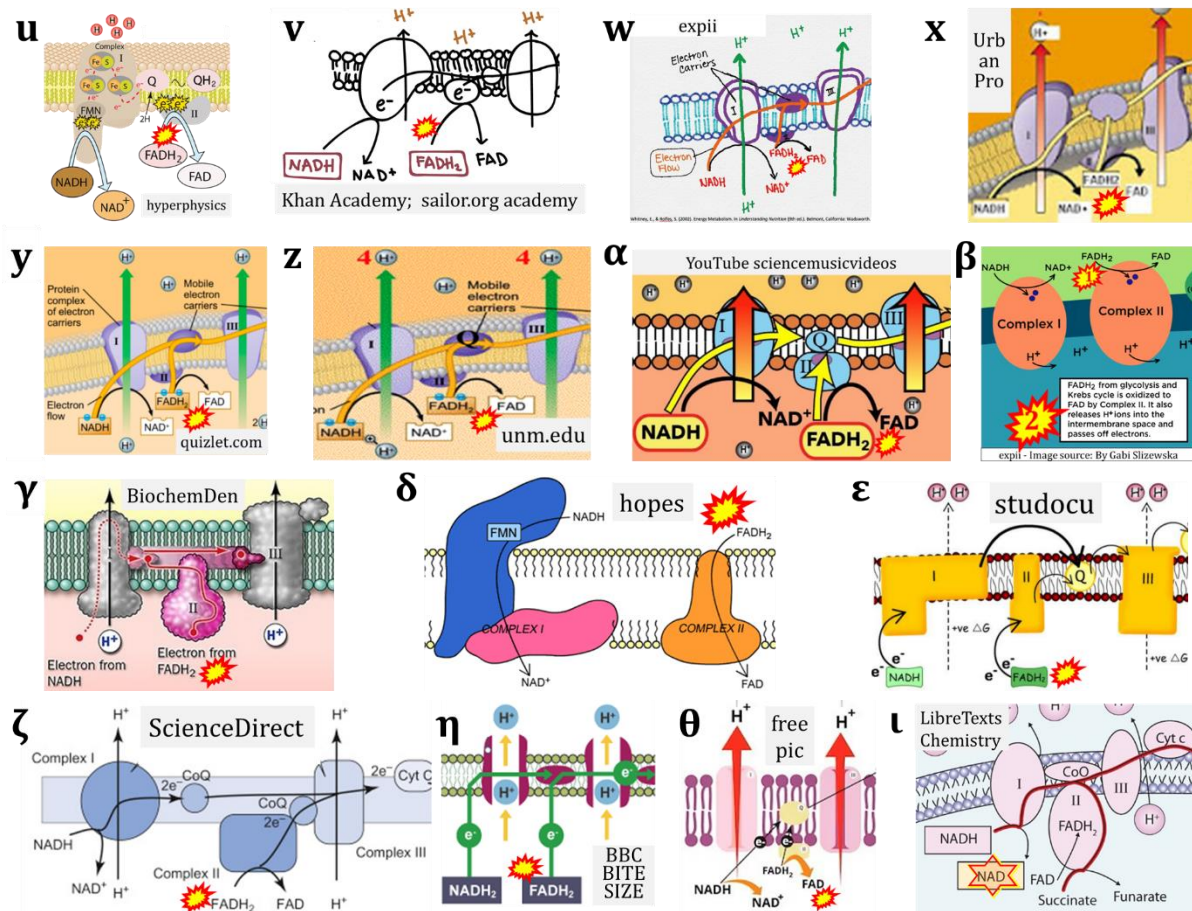 u
H H H H
Complex
I
Fe S
Fe S Fe S
e⁻ e⁻
Q QH₂
FMN
2H
e⁻ e⁻
II
FADH₂
NADH
FAD
NAD⁺
hyperphysics
v
H+ H+ H+
e⁻ e⁻
NADH
NAD+
FADH₂
FAD
Khan Academy; sailor.org academy
w
expii
H⁺ H⁺ H⁺
Electron
Carriers
I
III
Electron
Flow
FADH₂
FAD
NADH
NAD⁺
H⁺
x
Urb
an
Pro
H+
I
III
II
FADH2
FAD
NADH
NAD+
y
H⁺ H⁺
H⁺
Protein
complex
of electron
carriers
Mobile
electron
carriers
I
III
II
FADH₂
FAD
Electron
flow
NADH
NAD⁺
H⁺
2
quizlet.com
z
4 H⁺ 4 H⁺
H⁺
Mobile
electron
carriers
Q
I
III
II
FADH₂
FAD
NADH
NAD⁺
H⁺
unm.edu
α
YouTube sciencemusicvideos
H⁺ H⁺ H⁺ H⁺
I
Q
II
III
NADH
NAD⁺
FADH₂
FAD
H⁺
H⁺
β
NADH
NAD+
1
FADH₂
FAD
Complex I
Complex II
H⁺ H⁺ H⁺ H⁺
2
FADH₂ from glycolysis and
Krebs cycle is oxidized to
FAD by Complex II. It also
releases H⁺ ions into the
intermembrane space and
passes off electrons.
expii - Image source: By Gabi Slizewska
γ
BiochemDen
I
III
II
H⁺
H⁺
Electron from
NADH
Electron from
FADH₂
δ
hopes
FMN
NADH
FADH₂
COMPLEX I
COMPLEX II
NAD⁺
FAD
ε
studocu
H⁺ H⁺ H⁺ H⁺
I
II
Q
III
+ve △G
+ve △G
e⁻ e⁻
NADH
e⁻ e⁻
FADH₂
ζ
H⁺
ScienceDirect
H⁺
Complex I
2e⁻
CoQ
2e⁻
Cyt C
CoQ
2e⁻
NADH
Complex III
NAD⁺
H⁺
Complex II
FADH₂
FAD
H⁺
η
H⁺ H⁺
H⁺ H⁺
e⁻
e⁻ e⁻
NADH₂
FADH₂
BBC
BITE
SIZE
θ
H⁺
free
pic
H⁺
Q
e⁻ e⁻
NADH
FADH₂
NAD⁺
FAD
ι
LibreTexts
Chemistry
H H
Cyt c
I
CoQ
III
II
H⁺
NADH
FADH₂
NAD
FAD
Succinate
Funarate